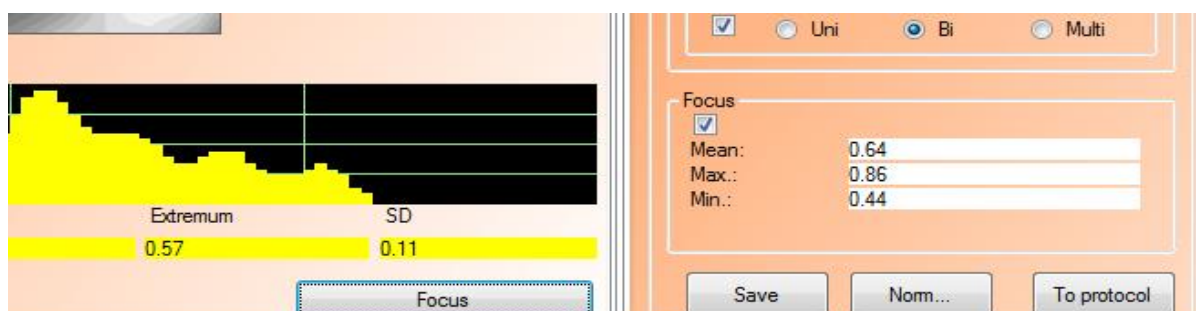 Uni Bi Multi
Focus
Mean: 0.64
Max.: 0.86
Min.: 0.44
Extremum SD
0.57 0.11
Focus
Save Norm... To protocol